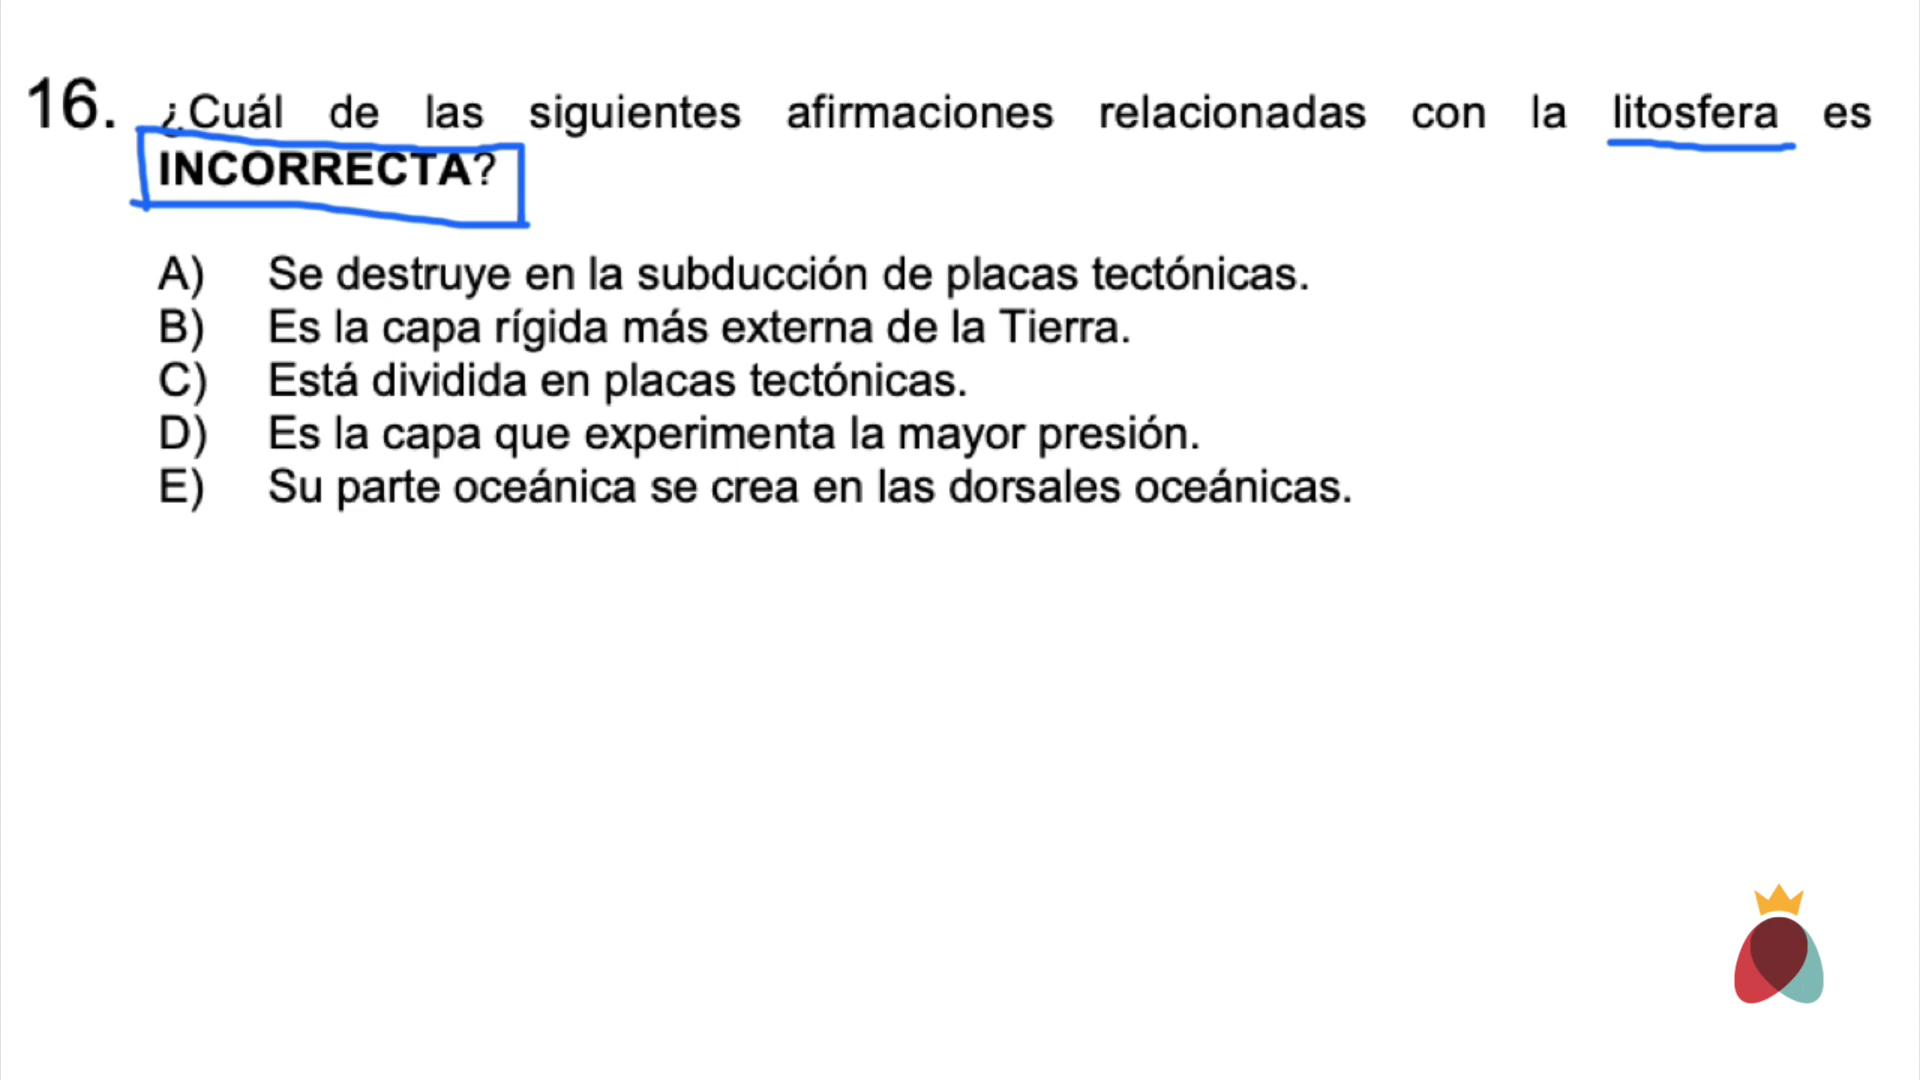 16. ¿Cuál de las siguientes afirmaciones relacionadas con la litosfera es
INCORRECTA?
A) Se destruye en la subducción de placas tectónicas.
B) Es la capa rígida más externa de la Tierra.
C) Está dividida en placas tectónicas.
D) Es la capa que experimenta la mayor presión.
E) Su parte oceánica se crea en las dorsales oceánicas.